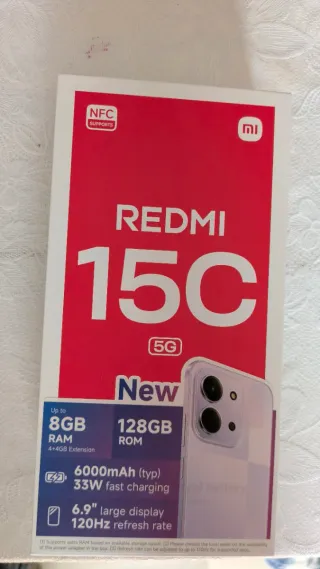 NFC
SUPPORTS
mi
REDMI
15C
5G
New
Up to
8GB
RAM
4+4GB Extension
128GB
ROM
6000mAh (typ)
33W fast charging
6.9" large display
120Hz refresh rate